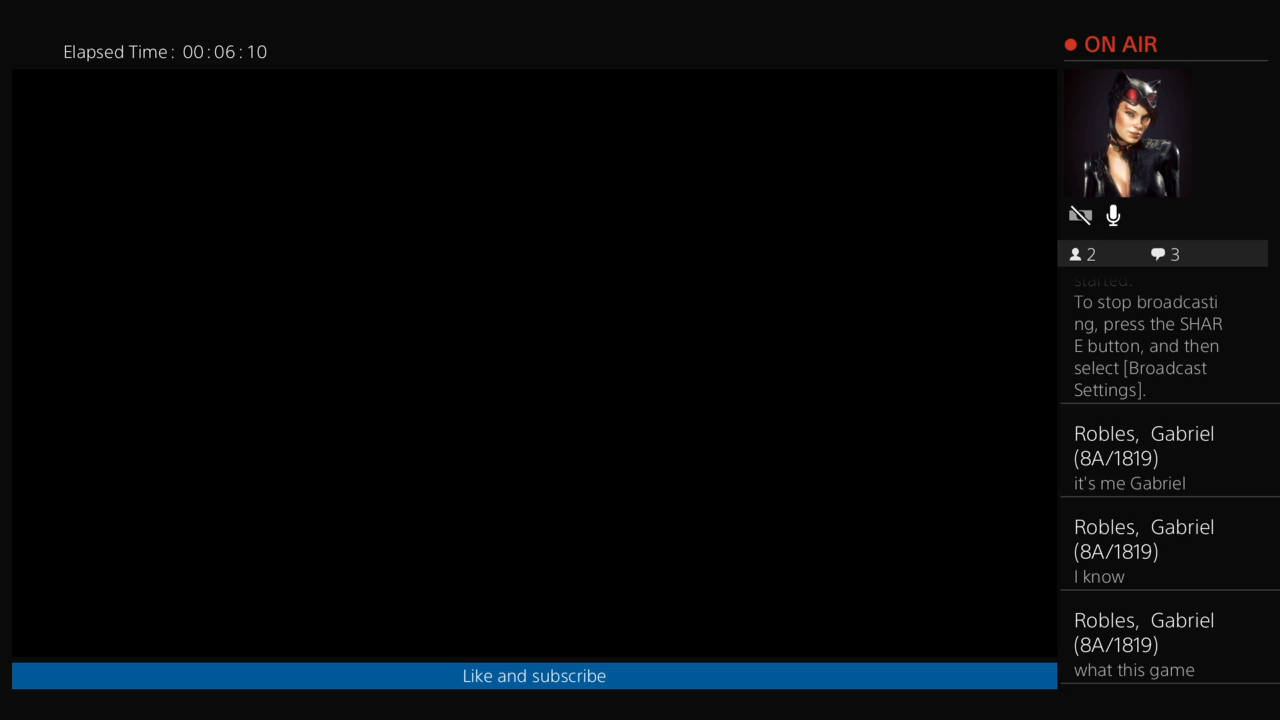 Elapsed Time: 00:06:10
ON AIR
2 3
started.
To stop broadcasti
ng, press the SHAR
E button, and then
select [Broadcast
Settings].
Robles, Gabriel
(8A/1819)
it's me Gabriel
Robles, Gabriel
(8A/1819)
I know
Robles, Gabriel
(8A/1819)
what this game
Like and subscribe